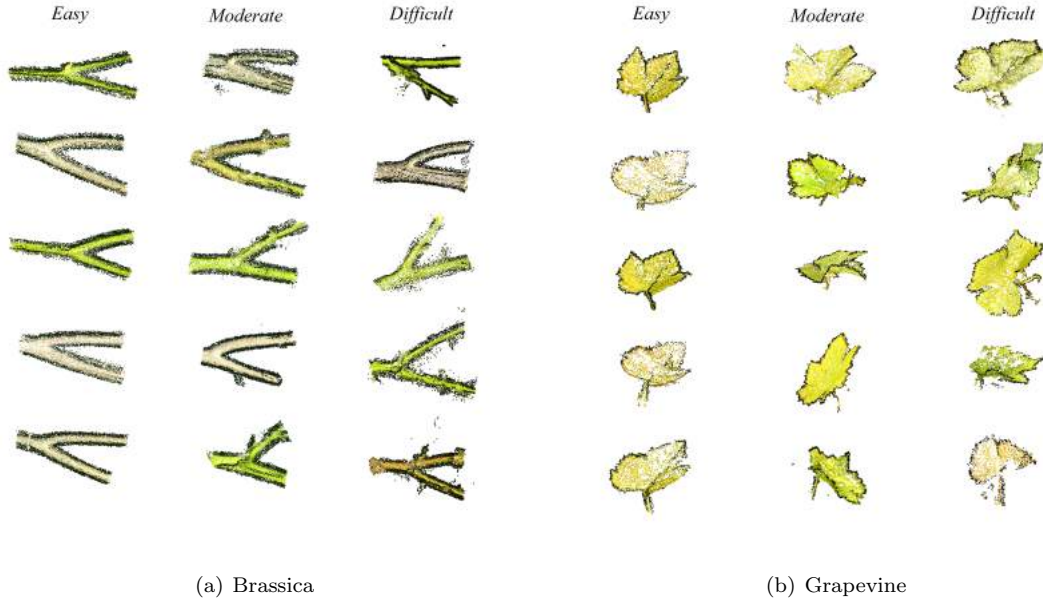 Easy Moderate Difficult Easy Moderate Difficult
(a) Brassica (b) Grapevine